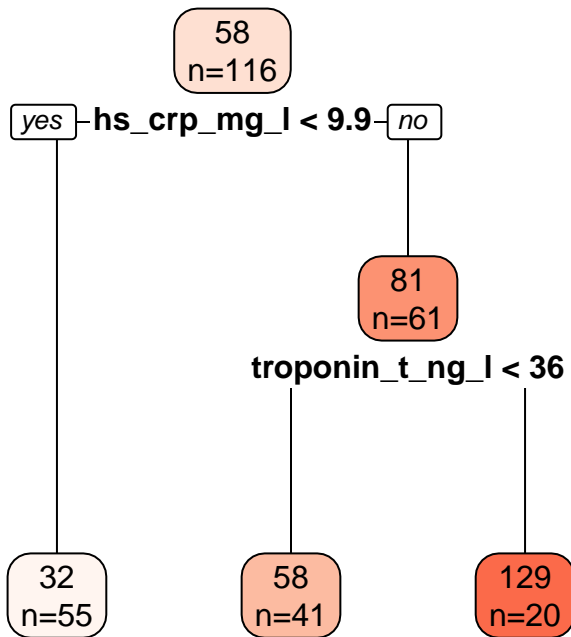 58
n=116
yes hs_crp_mg_l < 9.9 no
81
n=61
troponin_t_ng_l < 36
32
n=55
58
n=41
129
n=20